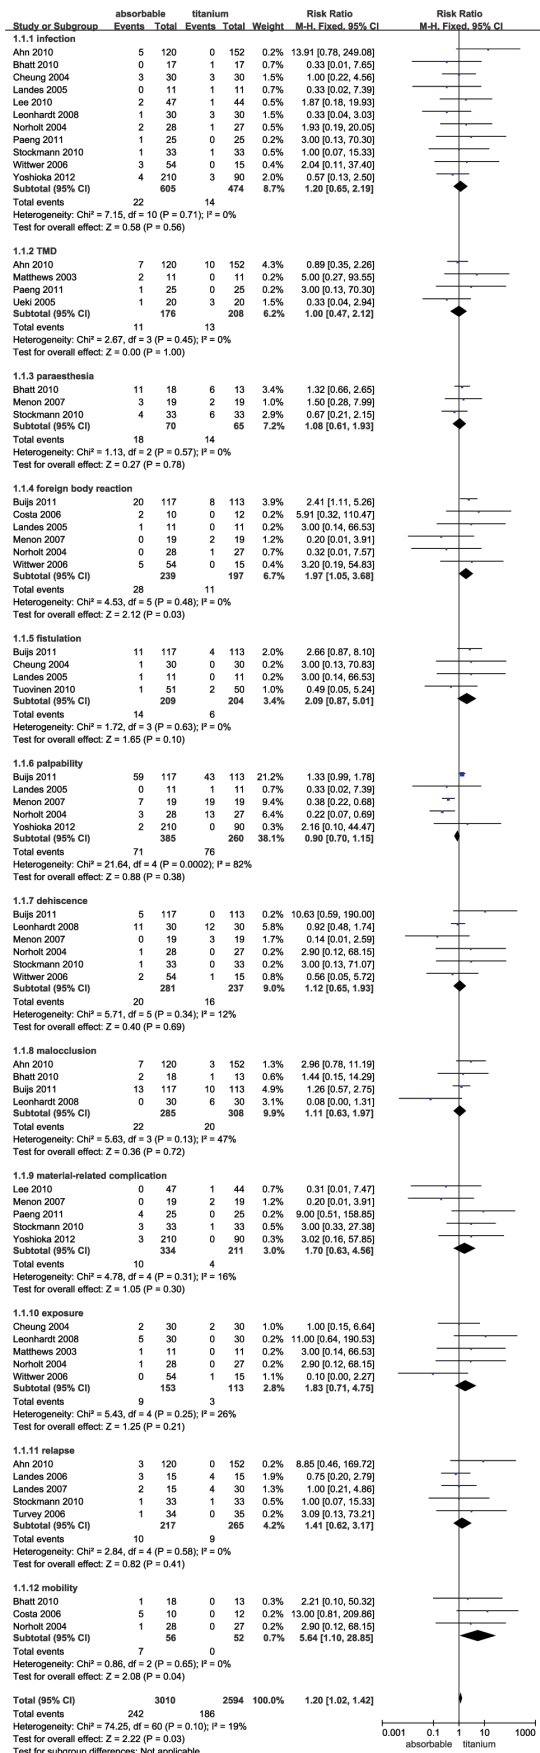 absorbable titanium Risk Ratio Risk Ratio
Study or Subgroup Events Total Events Total Weight M-H. Fixed. 95% CI M-H. Fixed. 95% CI
1.1.1 infection
Ahn 2010 5 120 0 152 0.2% 13.91 [0.78, 249.08]
Bhatt 2010 0 17 1 17 0.7% 0.33 [0.01, 7.65]
Cheung 2004 3 30 3 30 1.4% 1.00 [0.22, 4.56]
Landes 2005 0 11 1 11 0.7% 0.33 [0.02, 7.39]
Lee 2010 2 47 1 44 0.5% 1.87 [0.18, 19.93]
Leonhardt 2008 1 30 3 30 1.4% 0.33 [0.04, 3.03]
Norholt 2004 2 28 1 27 0.5% 1.93 [0.19, 20.05]
Paeng 2011 1 25 0 25 0.2% 3.00 [0.13, 70.30]
Stockmann 2010 1 33 1 33 0.5% 1.00 [0.07, 15.33]
Wittwer 2006 3 54 0 15 0.4% 2.04 [0.11, 37.40]
Yoshioka 2012 4 210 3 90 2.0% 0.57 [0.13, 2.50]
Subtotal (95% CI) 605 474 8.7% 1.20 [0.65, 2.19]
Total events 22 14
Heterogeneity: Chi² = 7.15, df = 10 (P = 0.71); I² = 0%
Test for overall effect: Z = 0.58 (P = 0.56)
1.1.2 TMD
Ahn 2010 7 120 10 152 4.3% 0.89 [0.35, 2.26]
Matthews 2003 2 11 0 11 0.2% 5.00 [0.27, 93.55]
Paeng 2011 1 25 0 25 0.2% 3.00 [0.13, 70.30]
Ueki 2005 1 20 3 20 1.5% 0.33 [0.04, 2.94]
Subtotal (95% CI) 176 208 6.2% 1.00 [0.47, 2.12]
Total events 11 13
Heterogeneity: Chi² = 2.67, df = 3 (P = 0.45); I² = 0%
Test for overall effect: Z = 0.00 (P = 1.00)
1.1.3 paraesthesia
Bhatt 2010 11 18 6 13 3.4% 1.32 [0.66, 2.65]
Menon 2007 3 19 2 19 1.0% 1.50 [0.28, 7.99]
Stockmann 2010 4 33 6 33 2.9% 0.67 [0.21, 2.15]
Subtotal (95% CI) 70 65 7.2% 1.08 [0.61, 1.93]
Total events 18 14
Heterogeneity: Chi² = 1.13, df = 2 (P = 0.57); I² = 0%
Test for overall effect: Z = 0.27 (P = 0.78)
1.1.4 foreign body reaction
Buijs 2011 20 117 8 113 3.9% 2.41 [1.11, 5.26]
Costa 2006 2 10 0 12 0.2% 5.91 [0.32, 110.47]
Landes 2005 1 11 0 11 0.2% 3.00 [0.14, 66.53]
Menon 2007 0 19 2 19 1.2% 0.20 [0.01, 3.91]
Norholt 2004 0 28 1 27 0.7% 0.32 [0.01, 7.57]
Wittwer 2006 5 54 0 15 0.4% 3.20 [0.19, 54.83]
Subtotal (95% CI) 239 197 6.7% 1.97 [1.05, 3.68]
Total events 28 11
Heterogeneity: Chi² = 4.53, df = 5 (P = 0.48); I² = 0%
Test for overall effect: Z = 2.12 (P = 0.03)
1.1.5 fistulation
Buijs 2011 11 117 4 113 2.0% 2.66 [0.87, 8.10]
Cheung 2004 1 30 0 30 0.2% 3.00 [0.13, 70.83]
Landes 2005 1 11 0 11 0.2% 3.00 [0.14, 66.53]
Tuovinen 2010 1 51 2 50 1.0% 0.49 [0.05, 5.24]
Subtotal (95% CI) 209 204 3.4% 2.09 [0.87, 5.01]
Total events 14 6
Heterogeneity: Chi² = 1.72, df = 3 (P = 0.63); I² = 0%
Test for overall effect: Z = 1.65 (P = 0.10)
1.1.6 palpability
Buijs 2011 59 117 43 113 21.2% 1.33 [0.99, 1.78]
Landes 2005 0 11 1 11 0.7% 0.33 [0.02, 7.39]
Menon 2007 7 19 19 19 9.4% 0.38 [0.22, 0.68]
Norholt 2004 3 28 13 27 6.4% 0.22 [0.07, 0.69]
Yoshioka 2012 2 210 0 90 0.3% 2.16 [0.10, 44.47]
Subtotal (95% CI) 385 260 38.1% 0.90 [0.70, 1.15]
Total events 71 76
Heterogeneity: Chi² = 21.64, df = 4 (P = 0.0002); I² = 82%
Test for overall effect: Z = 0.88 (P = 0.38)
1.1.7 dehiscence
Buijs 2011 5 117 0 113 0.2% 10.63 [0.59, 190.00]
Leonhardt 2008 11 30 12 30 5.8% 0.92 [0.48, 1.74]
Menon 2007 0 19 3 19 1.7% 0.14 [0.01, 2.59]
Norholt 2004 1 28 0 27 0.2% 2.90 [0.12, 68.15]
Stockmann 2010 1 33 0 33 0.2% 3.00 [0.13, 71.07]
Wittwer 2006 2 54 1 15 0.8% 0.56 [0.05, 5.72]
Subtotal (95% CI) 281 237 9.0% 1.12 [0.65, 1.93]
Total events 20 16
Heterogeneity: Chi² = 5.71, df = 5 (P = 0.34); I² = 12%
Test for overall effect: Z = 0.40 (P = 0.69)
1.1.8 malocclusion
Ahn 2010 7 120 3 152 1.3% 2.96 [0.78, 11.19]
Bhatt 2010 2 18 1 13 0.6% 1.44 [0.15, 14.29]
Buijs 2011 13 117 10 113 4.9% 1.26 [0.57, 2.75]
Leonhardt 2008 0 30 6 30 3.1% 0.08 [0.00, 1.31]
Subtotal (95% CI) 285 308 9.9% 1.11 [0.63, 1.97]
Total events 22 20
Heterogeneity: Chi² = 5.63, df = 3 (P = 0.13); I² = 47%
Test for overall effect: Z = 0.36 (P = 0.72)
1.1.9 material-related complication
Lee 2010 0 47 1 44 0.7% 0.31 [0.01, 7.47]
Menon 2007 0 19 2 19 1.2% 0.20 [0.01, 3.91]
Paeng 2011 4 25 0 25 0.2% 9.00 [0.51, 158.85]
Stockmann 2010 3 33 1 33 0.5% 3.00 [0.33, 27.38]
Yoshioka 2012 3 210 0 90 0.3% 3.02 [0.16, 57.85]
Subtotal (95% CI) 334 211 3.0% 1.70 [0.63, 4.56]
Total events 10 4
Heterogeneity: Chi² = 4.78, df = 4 (P = 0.31); I² = 16%
Test for overall effect: Z = 1.05 (P = 0.30)
1.1.10 exposure
Cheung 2004 2 30 2 30 1.0% 1.00 [0.15, 6.64]
Leonhardt 2008 5 30 0 30 0.2% 11.00 [0.64, 190.53]
Matthews 2003 1 11 0 11 0.2% 3.00 [0.14, 66.53]
Norholt 2004 1 28 0 27 0.2% 2.90 [0.12, 68.15]
Wittwer 2006 0 54 1 15 1.1% 0.10 [0.00, 2.27]
Subtotal (95% CI) 153 113 2.8% 1.83 [0.71, 4.75]
Total events 9 3
Heterogeneity: Chi² = 5.43, df = 4 (P = 0.25); I² = 26%
Test for overall effect: Z = 1.25 (P = 0.21)
1.1.11 relapse
Ahn 2010 3 120 0 152 0.2% 8.85 [0.46, 169.72]
Landes 2006 3 15 4 15 1.9% 0.75 [0.20, 2.79]
Landes 2007 2 15 4 30 1.3% 1.00 [0.21, 4.86]
Stockmann 2010 1 33 1 33 0.5% 1.00 [0.07, 15.33]
Turvey 2006 1 34 0 35 0.2% 3.09 [0.13, 73.21]
Subtotal (95% CI) 217 265 4.2% 1.41 [0.62, 3.17]
Total events 10 9
Heterogeneity: Chi² = 2.84, df = 4 (P = 0.58); I² = 0%
Test for overall effect: Z = 0.82 (P = 0.41)
1.1.12 mobility
Bhatt 2010 1 18 0 13 0.3% 2.21 [0.10, 50.32]
Costa 2006 5 10 0 12 0.2% 13.00 [0.81, 209.86]
Norholt 2004 1 28 0 27 0.2% 2.90 [0.12, 68.15]
Subtotal (95% CI) 56 52 0.7% 5.64 [1.10, 28.85]
Total events 7 0
Heterogeneity: Chi² = 0.86, df = 2 (P = 0.65); I² = 0%
Test for overall effect: Z = 2.08 (P = 0.04)
Total (95% CI) 3010 2594 100.0% 1.20 [1.02, 1.42]
Total events 242 186
Heterogeneity: Chi² = 74.25, df = 60 (P = 0.10); I² = 19%
Test for overall effect: Z = 2.22 (P = 0.03)
Test for subgroup differences: Not applicable
0.001 0.1 1 10 1000
absorbable titanium